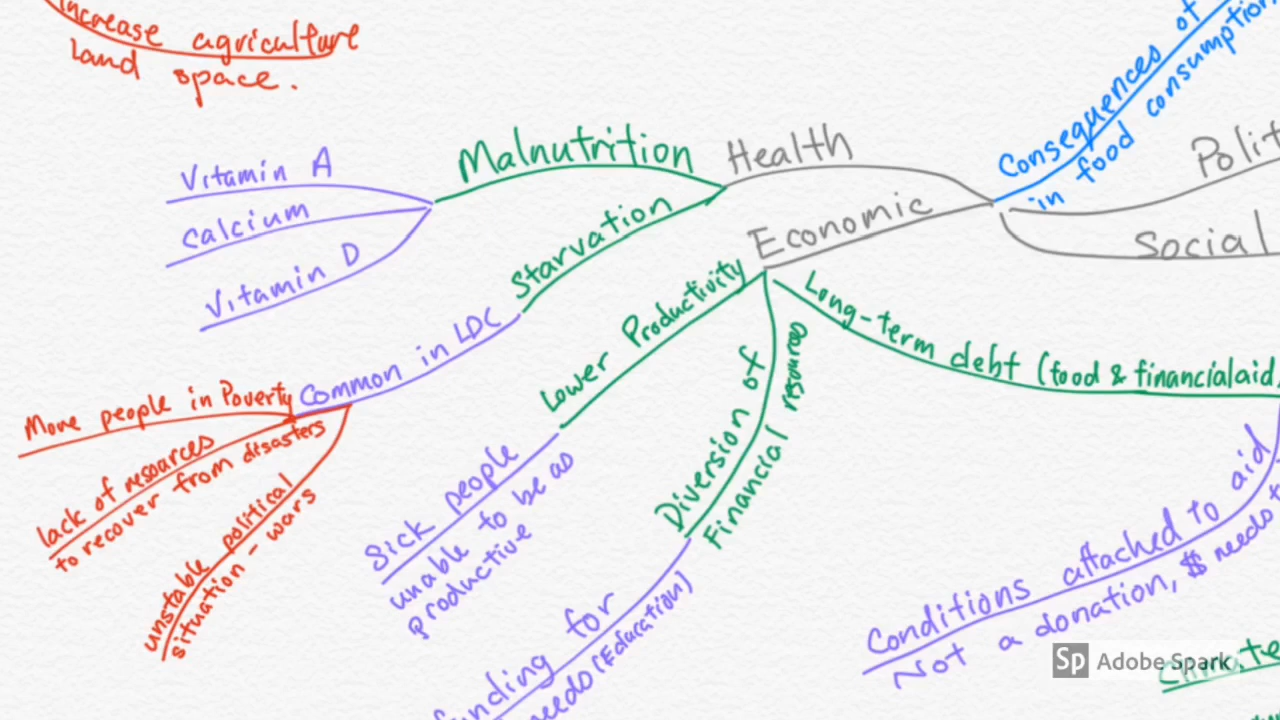 increase agriculture
land space.
Consequences of
in food consumption
Health
Malnutrition
Vitamin A
Calcium
Vitamin D
Starvation
Common in LDC
More people in Poverty
lack of resources
to recover from disasters
unstable political
situation - wars
Economic
Lower Productivity
Sick people
unable to be as
productive
Diversion of
Financial resources
for
needs (Education)
Long-term debt (food & financial aid
Conditions attached to aid
Not a donation, $ needs
Social
Sp Adobe Spark